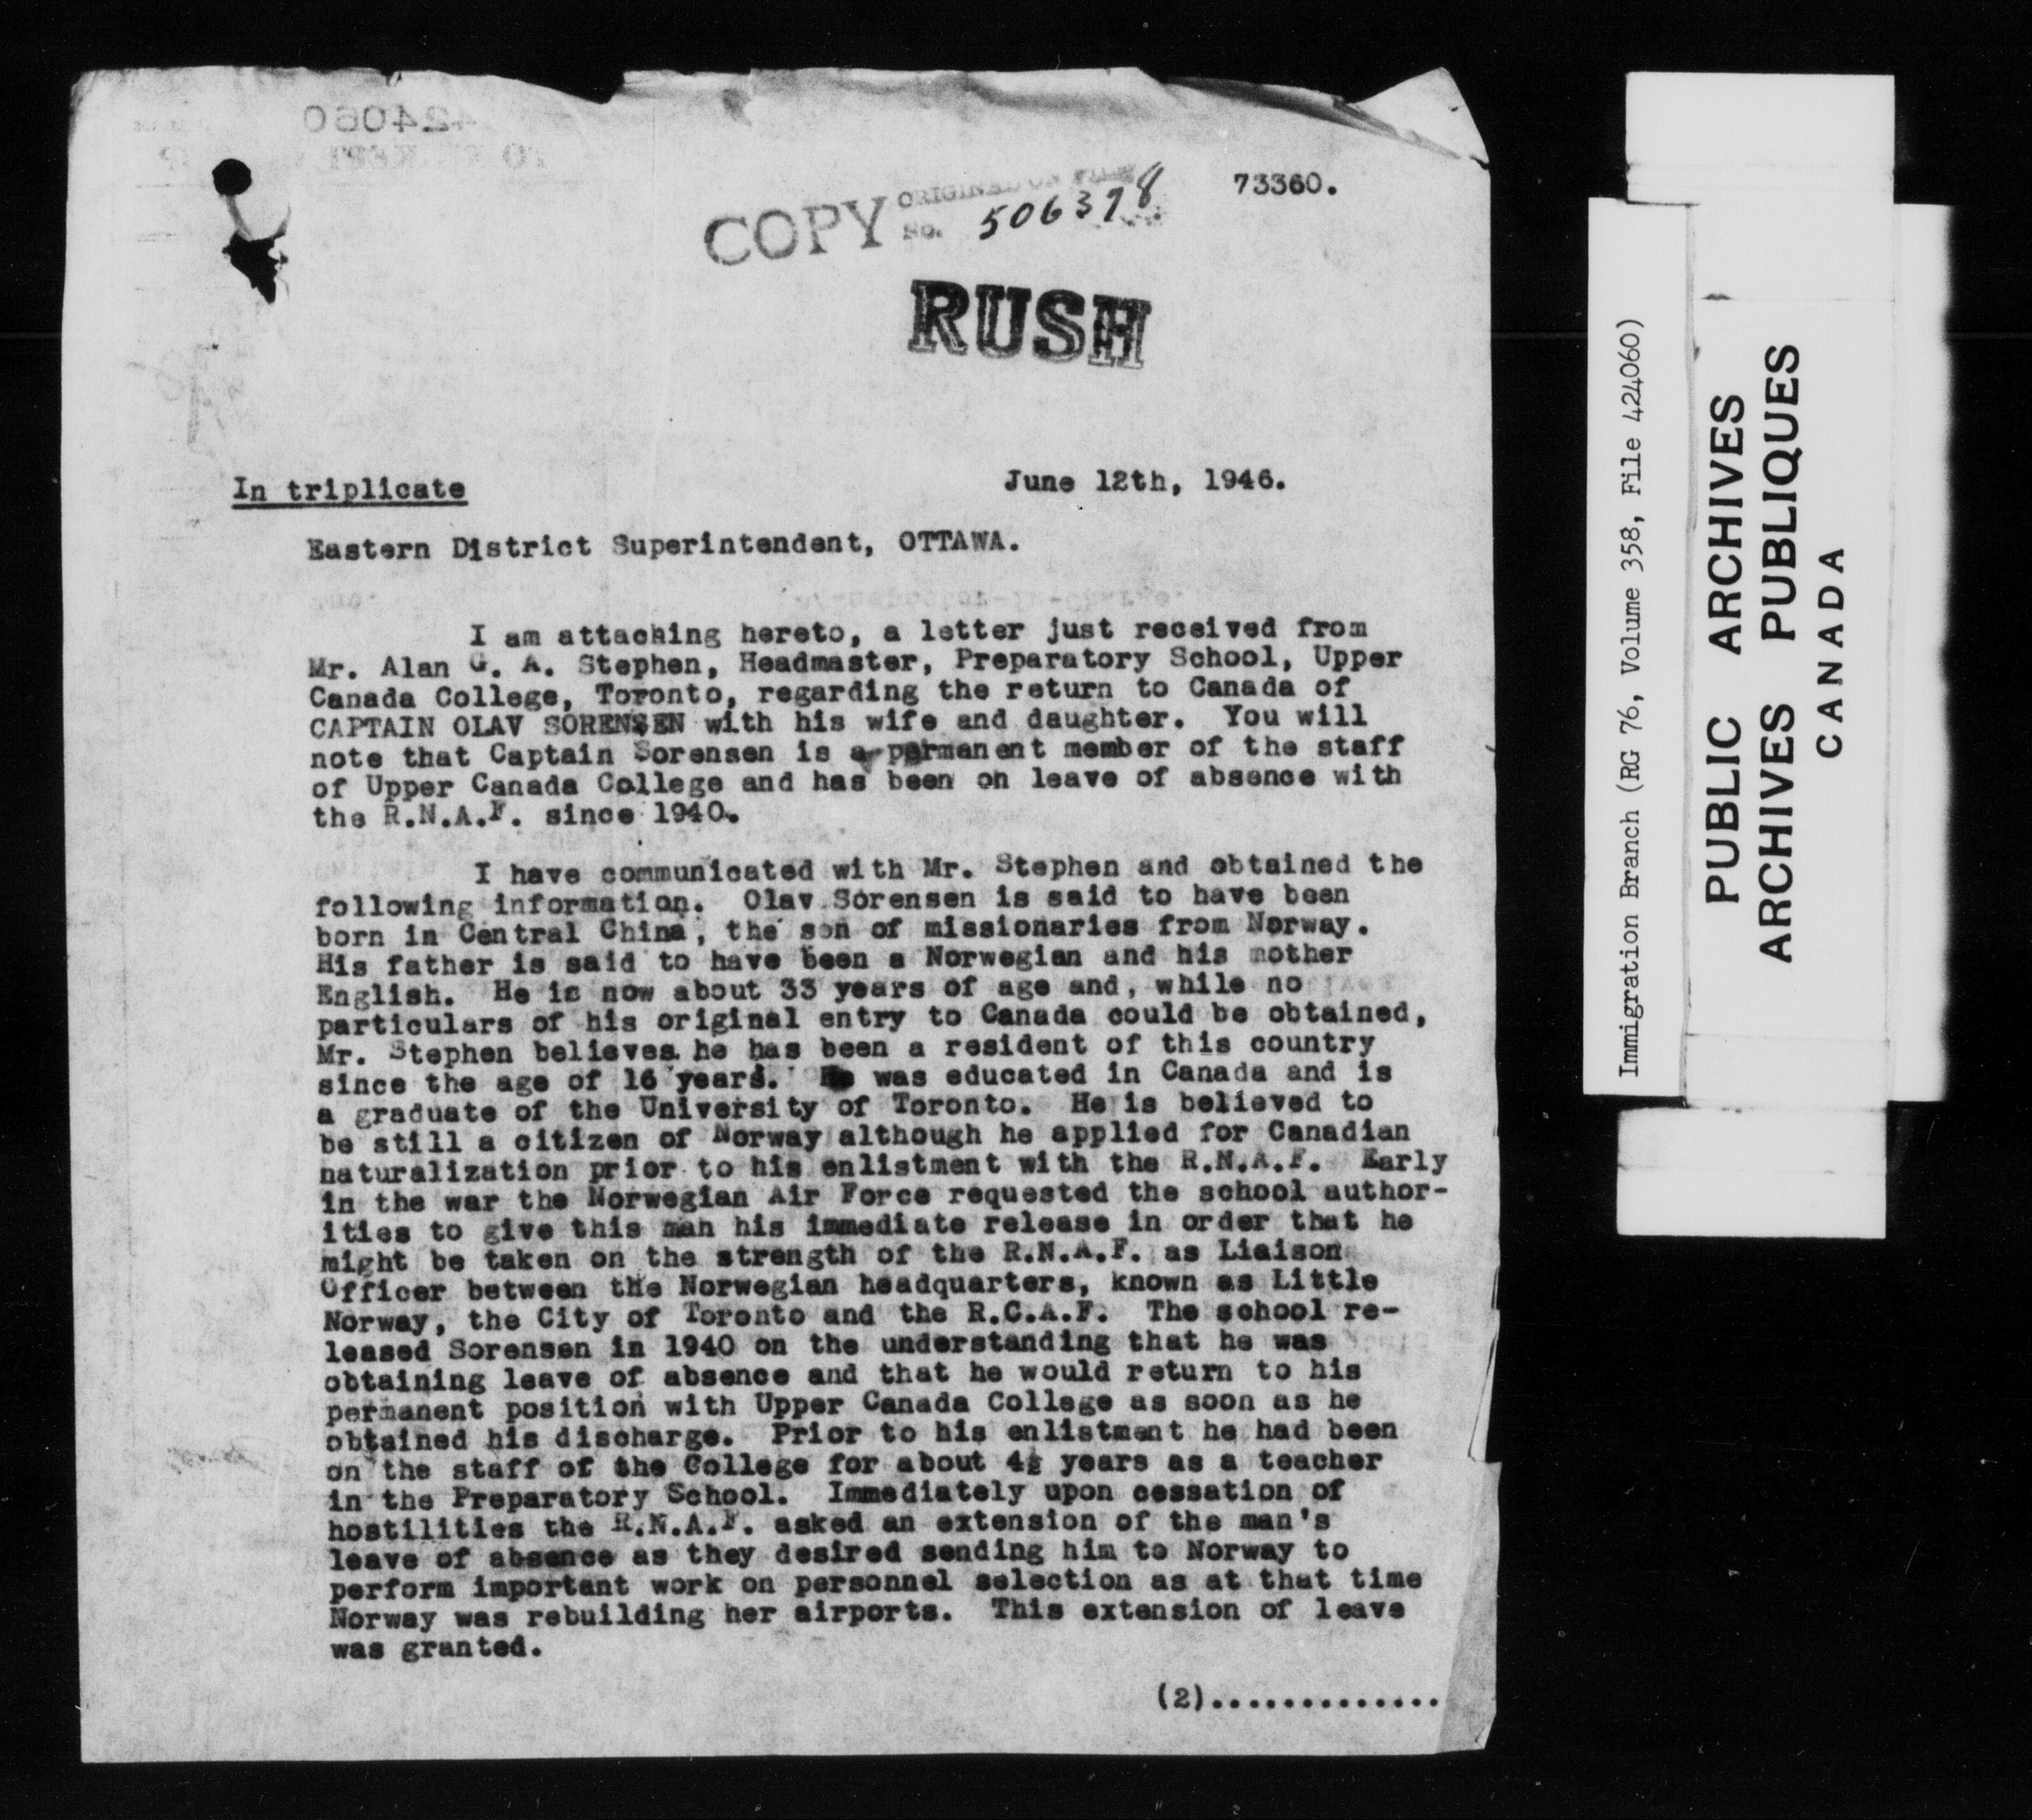 424060
73360.
COPY ORIGINAL ON FILE
No. 506378
RUSH
In triplicate
June 12th, 1946.
Eastern District Superintendent, OTTAWA.
I am attaching hereto, a letter just received from
Mr. Alan G. A. Stephen, Headmaster, Preparatory School, Upper
Canada College, Toronto, regarding the return to Canada of
CAPTAIN OLAV SORENSEN with his wife and daughter. You will
note that Captain Sorensen is a permanent member of the staff
of Upper Canada College and has been on leave of absence with
the R.N.A.F. since 1940.
I have communicated with Mr. Stephen and obtained the
following information. Olav Sorensen is said to have been
born in Central China, the son of missionaries from Norway.
His father is said to have been a Norwegian and his mother
English. He is now about 33 years of age and, while no
particulars of his original entry to Canada could be obtained,
Mr. Stephen believes he has been a resident of this country
since the age of 16 years. He was educated in Canada and is
a graduate of the University of Toronto. He is believed to
be still a citizen of Norway although he applied for Canadian
naturalization prior to his enlistment with the R.N.A.F. Early
in the war the Norwegian Air Force requested the school author-
ities to give this man his immediate release in order that he
might be taken on the strength of the R.N.A.F. as Liaison
Officer between the Norwegian headquarters, known as Little
Norway, the City of Toronto and the R.C.A.F. The school re-
leased Sorensen in 1940 on the understanding that he was
obtaining leave of absence and that he would return to his
permanent position with Upper Canada College as soon as he
obtained his discharge. Prior to his enlistment he had been
on the staff of the College for about 4½ years as a teacher
in the Preparatory School. Immediately upon cessation of
hostilities the R.N.A.F. asked an extension of the man's
leave of absence as they desired sending him to Norway to
perform important work on personnel selection as at that time
Norway was rebuilding her airports. This extension of leave
was granted.
(2).............
Immigration Branch (RG 76, Volume 358, File 424060)
PUBLIC ARCHIVES
ARCHIVES PUBLIQUES
CANADA